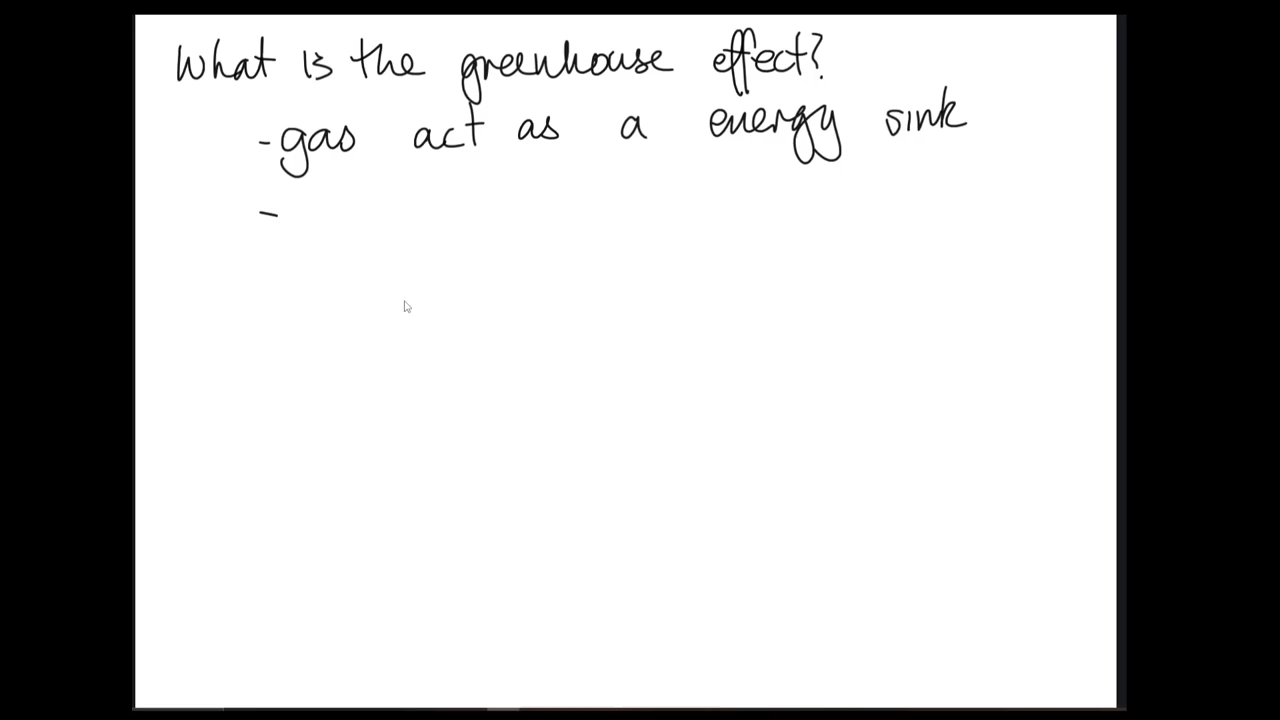 What is the greenhouse effect?
- gas act as a energy sink
-